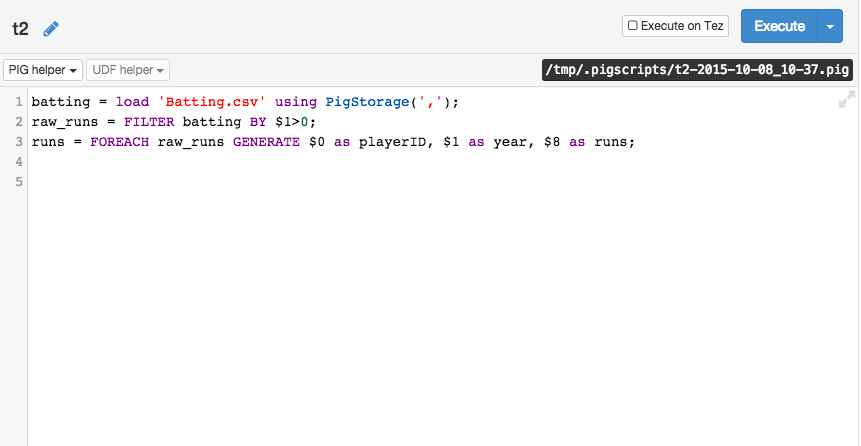 t2
Execute on Tez
Execute
PIG helper
UDF helper
/tmp/.pigscripts/t2-2015-10-08_10-37.pig
1 batting = load 'Batting.csv' using PigStorage(',');
2 raw_runs = FILTER batting BY $1>0;
3 runs = FOREACH raw_runs GENERATE $0 as playerID, $1 as year, $8 as runs;
4
5